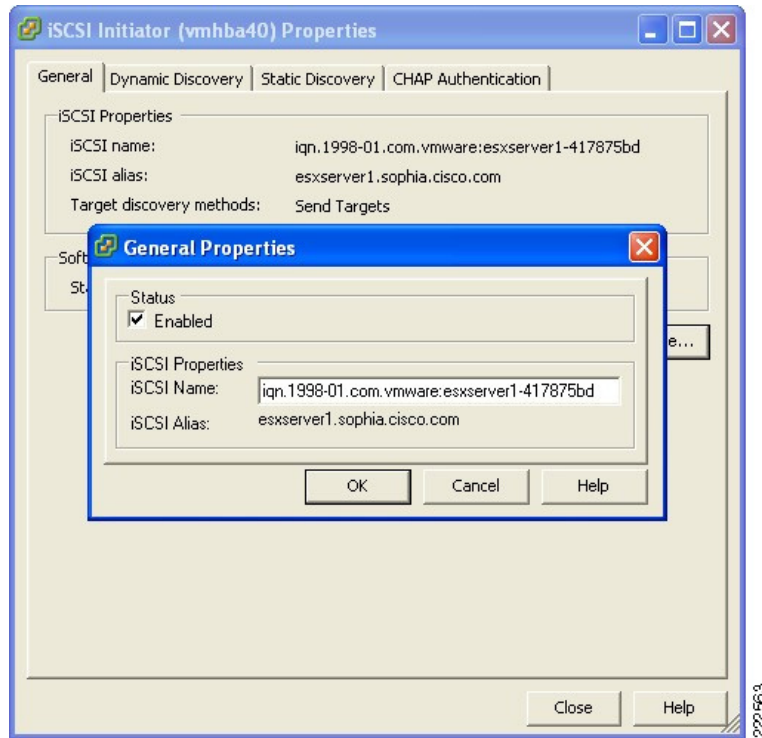 iSCSI Initiator (vmhba40) Properties
General Dynamic Discovery Static Discovery CHAP Authentication
iSCSI Properties
iSCSI name: iqn.1998-01.com.vmware:esxserver1-417875bd
iSCSI alias: esxserver1.sophia.cisco.com
Target discovery methods: Send Targets
General Properties
Soft
Status
Sta
Enabled
e...
iSCSI Properties
iSCSI Name: iqn.1998-01.com.vmware:esxserver1-417875bd
iSCSI Alias: esxserver1.sophia.cisco.com
OK Cancel Help
Close Help
222563